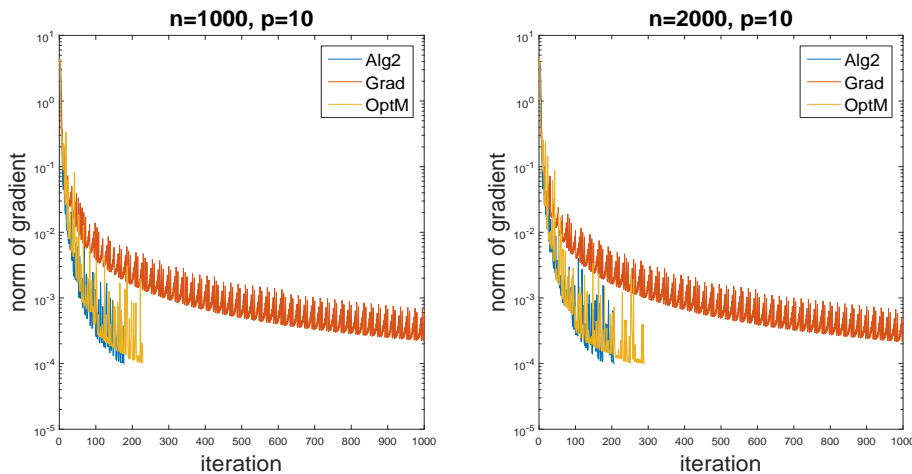 n=1000, p=10
norm of gradient
10^1
10^0
10^-1
10^-2
10^-3
10^-4
10^-5
Alg2
Grad
OptM
0 100 200 300 400 500 600 700 800 900 1000
iteration
n=2000, p=10
norm of gradient
10^1
10^0
10^-1
10^-2
10^-3
10^-4
10^-5
Alg2
Grad
OptM
0 100 200 300 400 500 600 700 800 900 1000
iteration